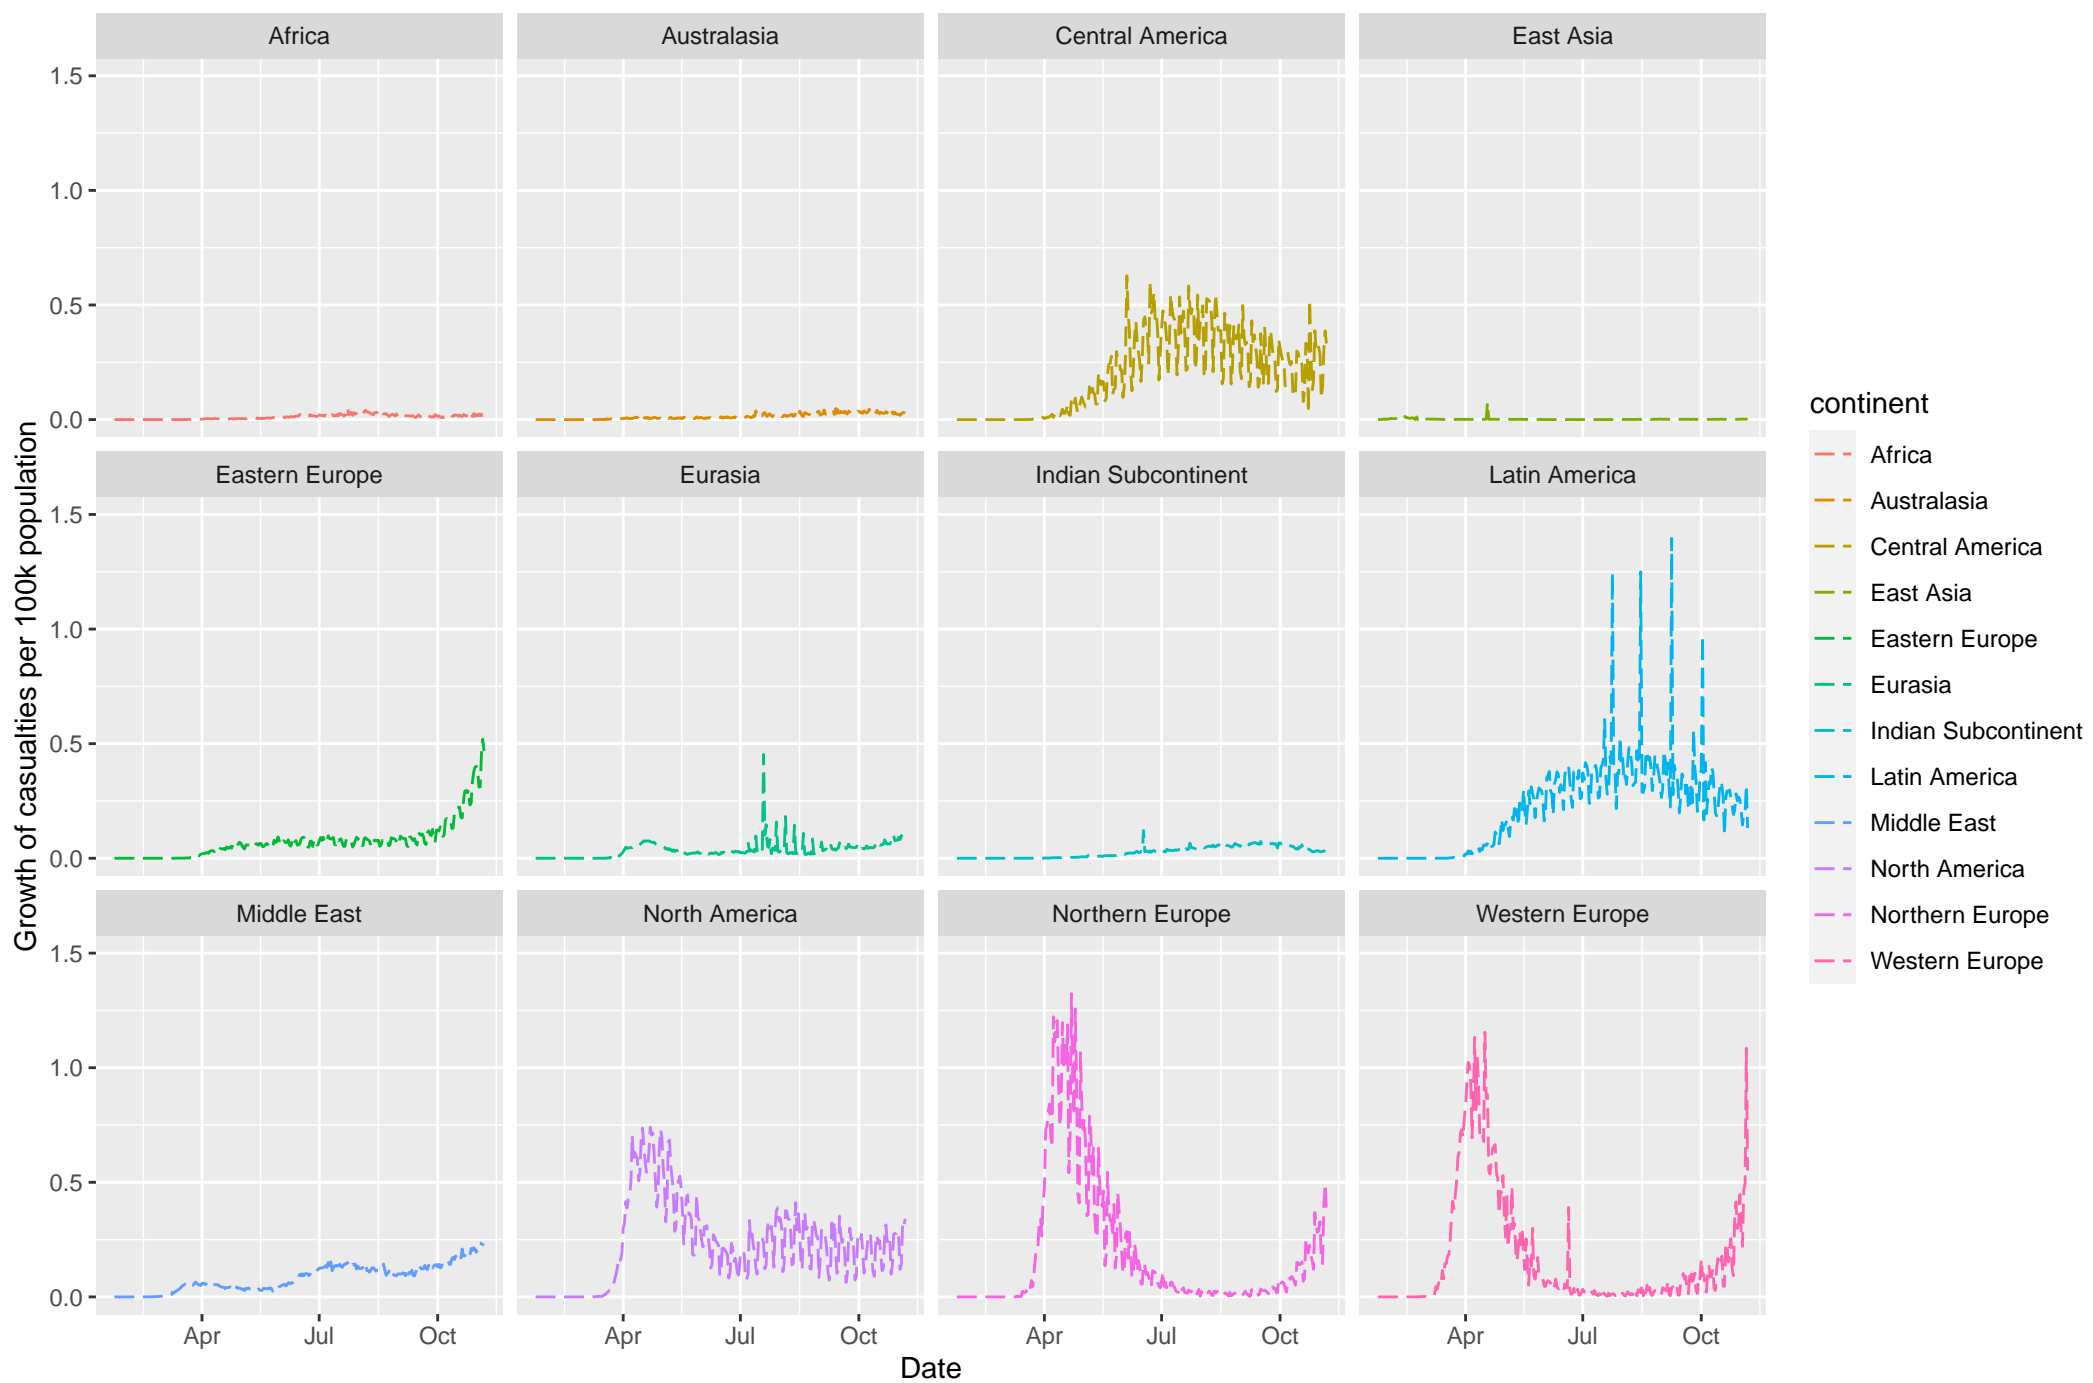 Africa
Australasia
Central America
East Asia
1.5
1.0
0.5
0.0
Eastern Europe
Eurasia
Indian Subcontinent
Latin America
1.5
1.0
0.5
0.0
Middle East
North America
Northern Europe
Western Europe
1.5
1.0
0.5
0.0
Apr
Jul
Oct
Apr
Jul
Oct
Apr
Jul
Oct
Apr
Jul
Oct
Date
Growth of casualties per 100k population
continent
Africa
Australasia
Central America
East Asia
Eastern Europe
Eurasia
Indian Subcontinent
Latin America
Middle East
North America
Northern Europe
Western Europe